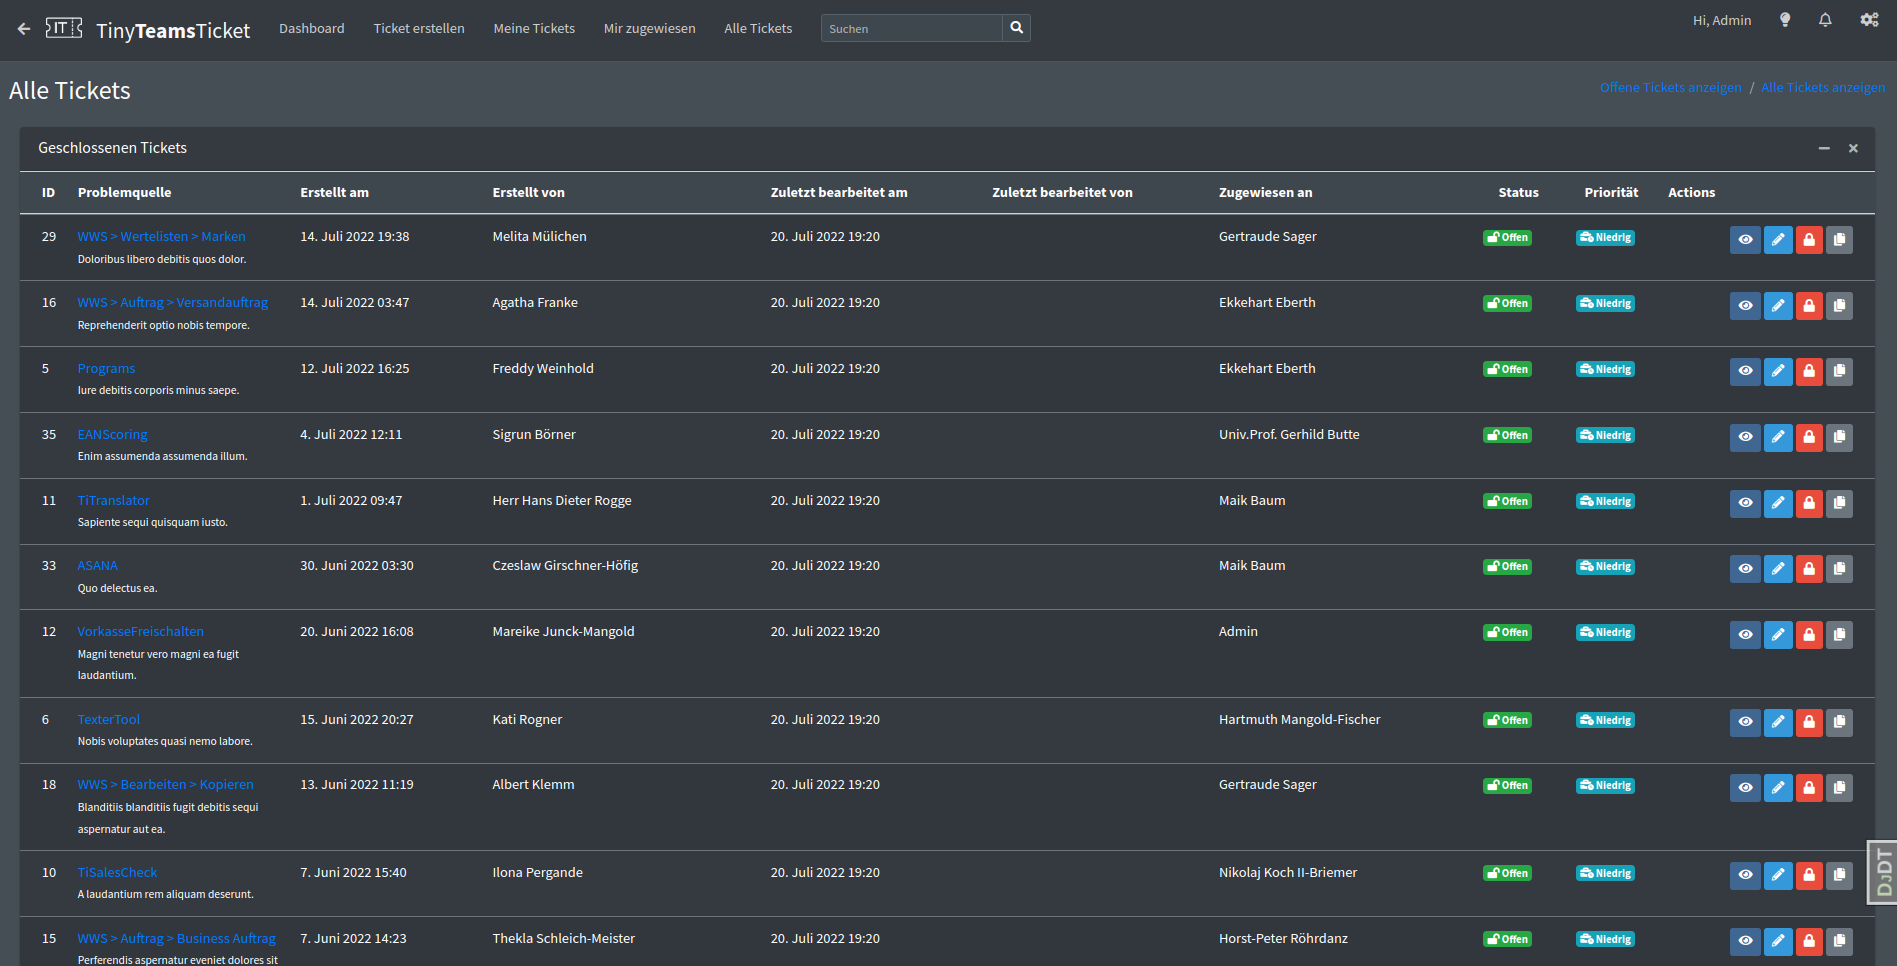 IT TinyTeamsTicket Dashboard Ticket erstellen Meine Tickets Mir zugewiesen Alle Tickets Suchen Hi, Admin
Alle Tickets Offene Tickets anzeigen / Alle Tickets anzeigen
Geschlossenen Tickets
ID Problemquelle Erstellt am Erstellt von Zuletzt bearbeitet am Zuletzt bearbeitet von Zugewiesen an Status Priorität Actions
29 WWS > Wertelisten > Marken 14. Juli 2022 19:38 Melita Mülichen 20. Juli 2022 19:20 Gertraude Sager Offen Niedrig
Doloribus libero debitis quos dolor.
16 WWS > Auftrag > Versandauftrag 14. Juli 2022 03:47 Agatha Franke 20. Juli 2022 19:20 Ekkehart Eberth Offen Niedrig
Reprehenderit optio nobis tempore.
5 Programs 12. Juli 2022 16:25 Freddy Weinhold 20. Juli 2022 19:20 Ekkehart Eberth Offen Niedrig
Iure debitis corporis minus saepe.
35 EANScoring 4. Juli 2022 12:11 Sigrun Börner 20. Juli 2022 19:20 Univ.Prof. Gerhild Butte Offen Niedrig
Enim assumenda assumenda illum.
11 TiTranslator 1. Juli 2022 09:47 Herr Hans Dieter Rogge 20. Juli 2022 19:20 Maik Baum Offen Niedrig
Sapiente sequi quisquam iusto.
33 ASANA 30. Juni 2022 03:30 Czeslaw Girschner-Höfig 20. Juli 2022 19:20 Maik Baum Offen Niedrig
Quo delectus ea.
12 VorkasseFreischalten 20. Juni 2022 16:08 Mareike Junck-Mangold 20. Juli 2022 19:20 Admin Offen Niedrig
Magni tenetur vero magni ea fugit
laudantium.
6 TexterTool 15. Juni 2022 20:27 Kati Rogner 20. Juli 2022 19:20 Hartmuth Mangold-Fischer Offen Niedrig
Nobis voluptates quasi nemo labore.
18 WWS > Bearbeiten > Kopieren 13. Juni 2022 11:19 Albert Klemm 20. Juli 2022 19:20 Gertraude Sager Offen Niedrig
Blanditiis blanditiis fugit debitis sequi
aspernatur aut ea.
10 TiSalesCheck 7. Juni 2022 15:40 Ilona Pergande 20. Juli 2022 19:20 Nikolaj Koch II-Briemer Offen Niedrig
A laudantium rem aliquam deserunt.
DJDT
15 WWS > Auftrag > Business Auftrag 7. Juni 2022 14:23 Thekla Schleich-Meister 20. Juli 2022 19:20 Horst-Peter Röhrdanz Offen Niedrig
Perferendis aspernatur eveniet dolores sit